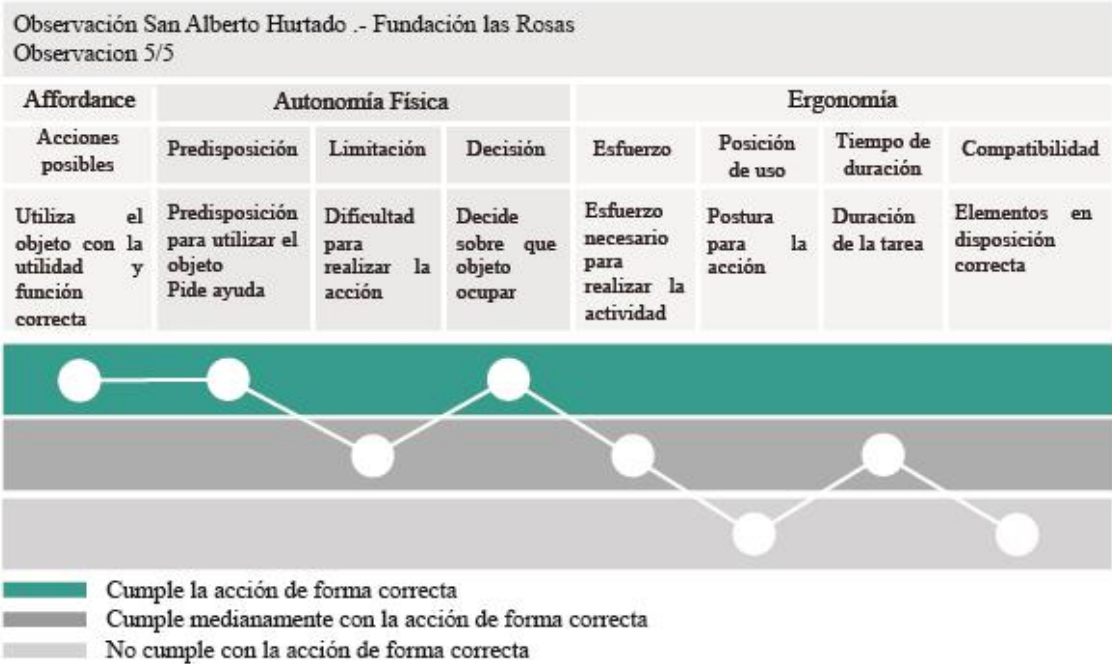 Observación San Alberto Hurtado .- Fundación las Rosas
Observacion 5/5
Affordance
Autonomía Física
Ergonomía
Acciones
posibles
Predisposición
Limitación
Decisión
Esfuerzo
Posición
de uso
Tiempo de
duración
Compatibilidad
Utiliza el
objeto con la
utilidad y
función
correcta
Predisposición
para utilizar el
objeto
Pide ayuda
Dificultad
para
realizar la
acción
Decide
sobre que
objeto
ocupar
Esfuerzo
necesario
para
realizar la
actividad
Postura
para la
acción
Duración
de la tarea
Elementos en
disposición
correcta
Cumple la acción de forma correcta
Cumple medianamente con la acción de forma correcta
No cumple con la acción de forma correcta